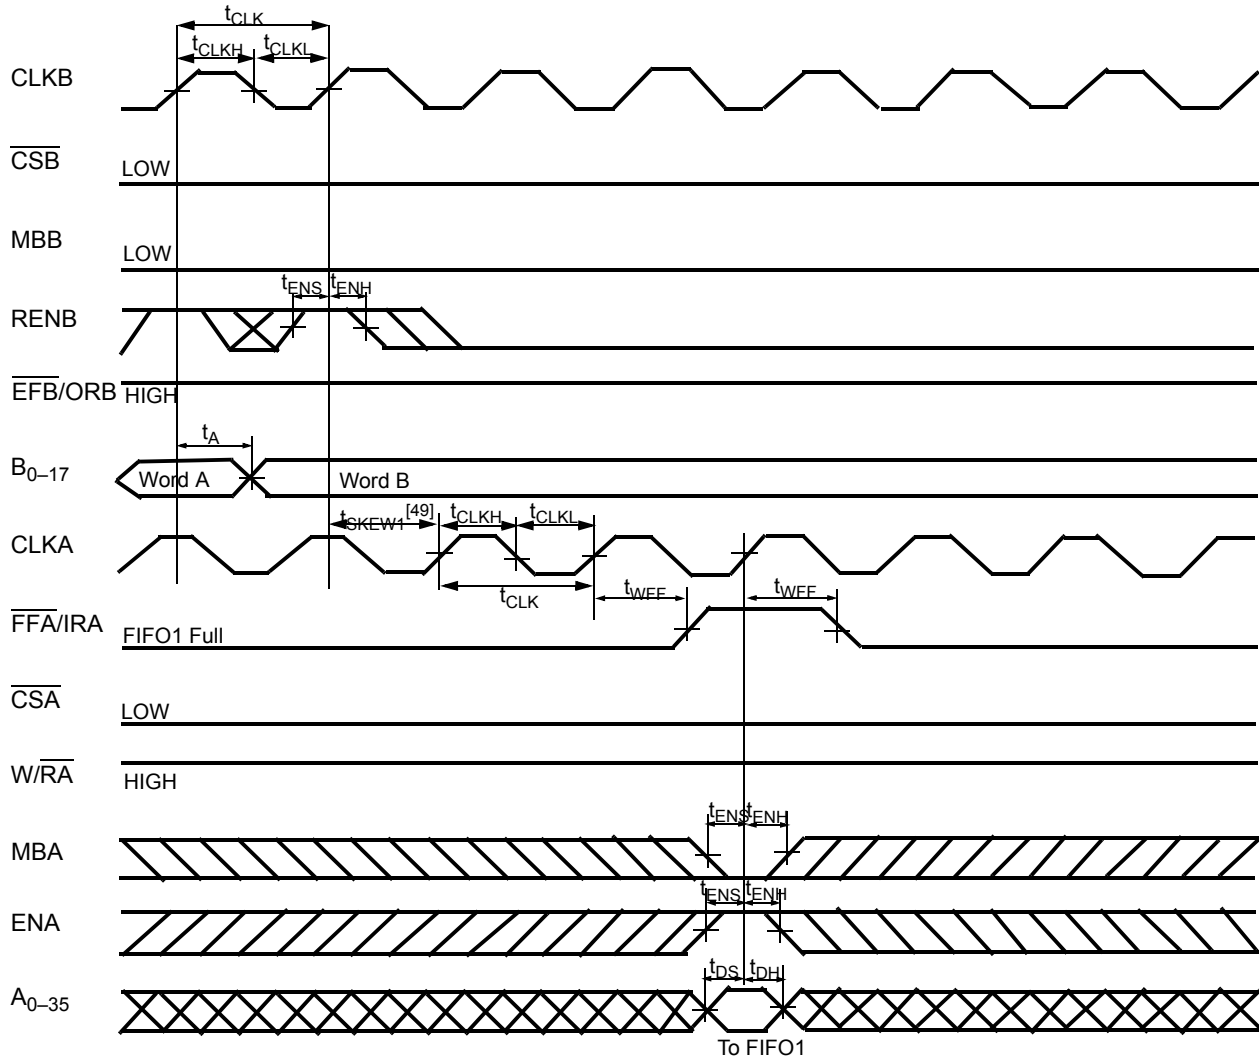 tCLK
tCLKH tCLKL
CLKB
CSB LOW
MBB LOW
tENS tENH
RENB
EFB/ORB HIGH
tA
B0–17 Word A Word B
tSKEW1[49] tCLKH tCLKL
CLKA
tCLK tWFF tWFF
FFA/IRA FIFO1 Full
CSA LOW
W/RA HIGH
tENS tENH
MBA
tENS tENH
ENA
tDS tDH
A0–35
To FIFO1